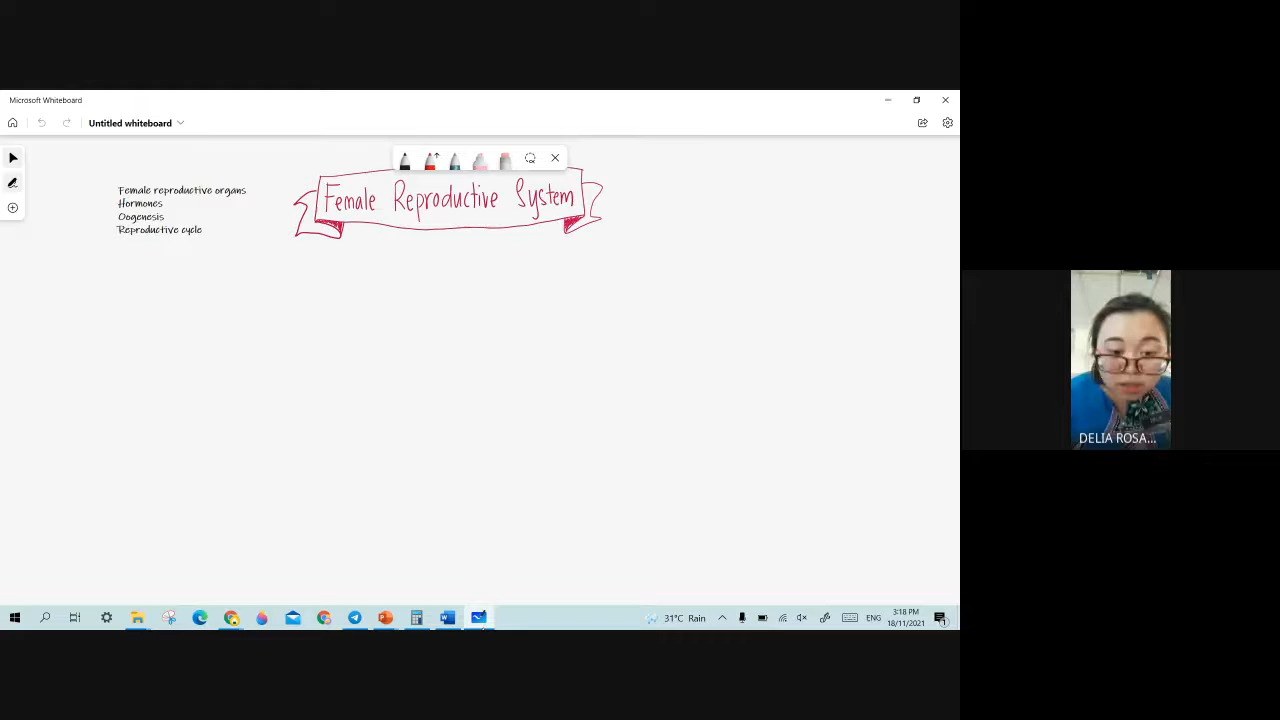 Microsoft Whiteboard
Untitled whiteboard
Female reproductive organs
Hormones
Oogenesis
Reproductive cycle
Female Reproductive System
DELIA ROSA...
31°C Rain
ENG
3:18 PM
18/11/2021
1